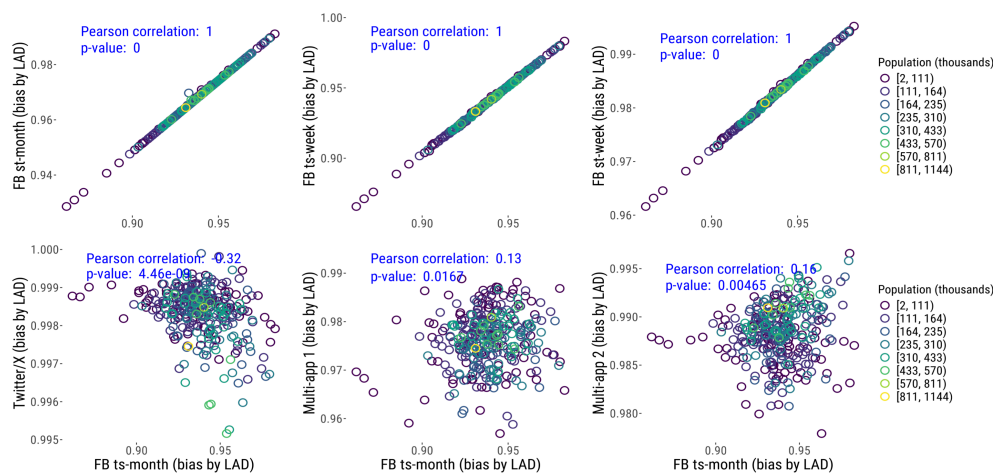 FB st-month (bias by LAD)
0.98-
0.96-
0.94-
Pearson correlation: 1
p-value: 0
0.90
0.95
FB ts-week (bias by LAD)
1.00-
0.95-
0.90-
Pearson correlation: 1
p-value: 0
0.90
0.95
FB st-week (bias by LAD)
0.99-
0.98-
0.97-
0.96-
Pearson correlation: 1
p-value: 0
0.90
0.95
Population (thousands)
[2, 111)
[111, 164)
[164, 235)
[235, 310)
[310, 433)
[433, 570)
[570, 811)
[811, 1144)
Twitter/X (bias by LAD)
1.000-
0.999-
0.998-
0.997-
0.996-
0.995-
Pearson correlation: -0.32
p-value: 4.46e-09
0.90
0.95
FB ts-month (bias by LAD)
Multi-app 1 (bias by LAD)
0.99-
0.98-
0.97-
0.96-
Pearson correlation: 0.13
p-value: 0.0167
0.90
0.95
FB ts-month (bias by LAD)
Multi-app 2 (bias by LAD)
0.995-
0.990-
0.985-
0.980-
Pearson correlation: 0.16
p-value: 0.00465
0.90
0.95
FB ts-month (bias by LAD)
Population (thousands)
[2, 111)
[111, 164)
[164, 235)
[235, 310)
[310, 433)
[433, 570)
[570, 811)
[811, 1144)